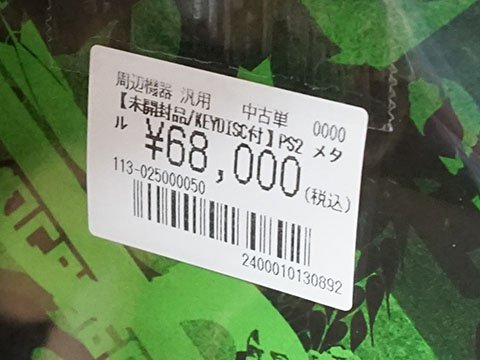 周辺機器 汎用 中古単 0000
【未開封品/KEYDISC付】PS2 メタ
ル
¥68,000(税込)
113-025000050
2400010130892